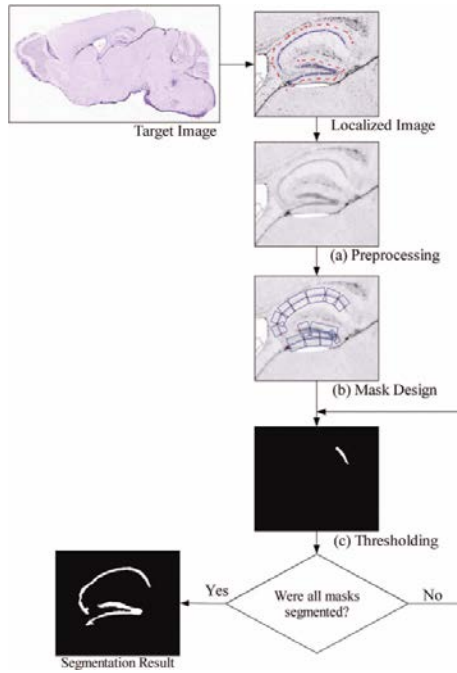 Target Image
Localized Image
(a) Preprocessing
(b) Mask Design
(c) Thresholding
Yes
Were all masks
segmented?
No
Segmentation Result